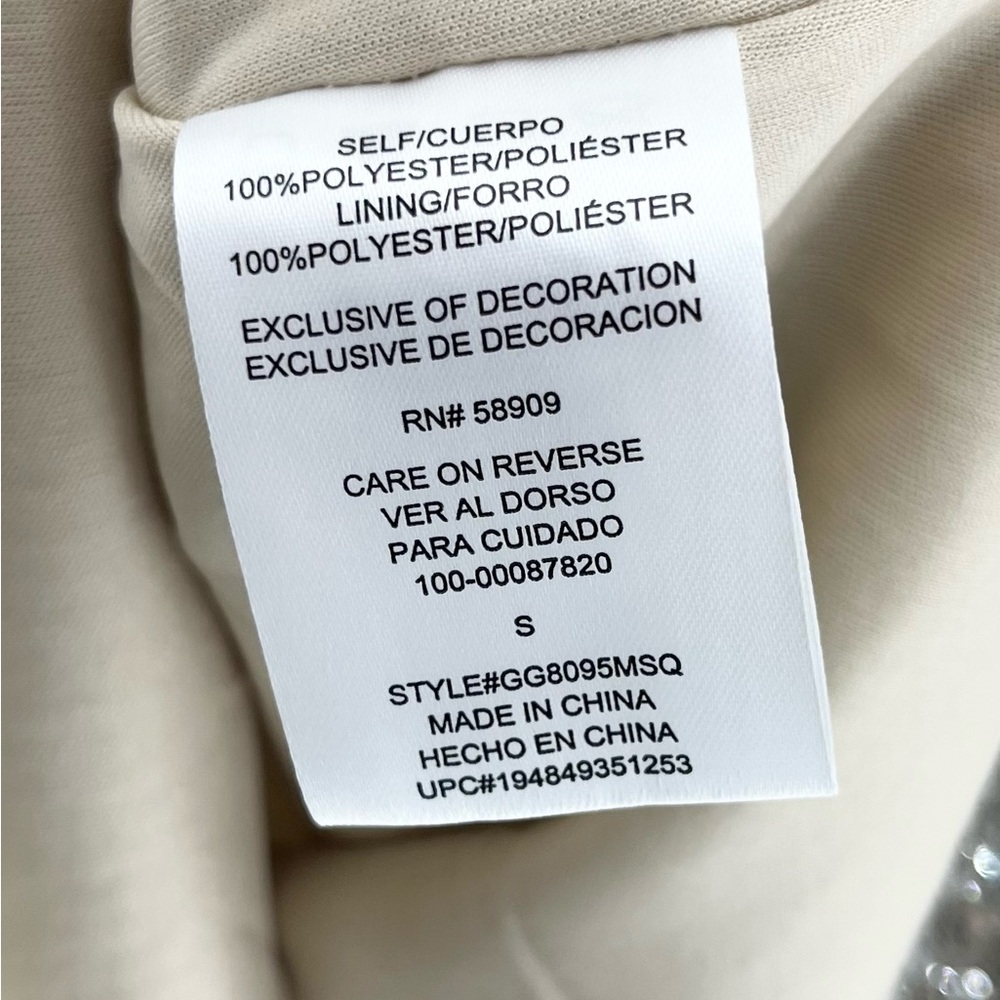 SELF/CUERPO
100%POLYESTER/POLIÉSTER
LINING/FORRO
100%POLYESTER/POLIÉSTER
EXCLUSIVE OF DECORATION
EXCLUSIVE DE DECORACION
RN# 58909
CARE ON REVERSE
VER AL DORSO
PARA CUIDADO
100-00087820
S
STYLE#GG8095MSQ
MADE IN CHINA
HECHO EN CHINA
UPC#194849351253